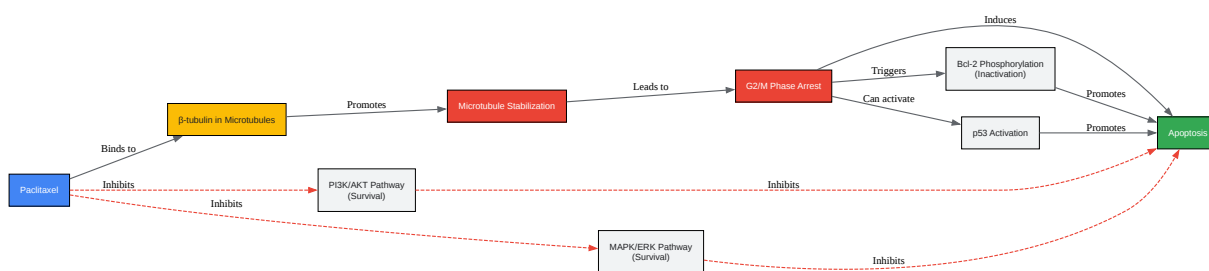 Induces
Bcl-2 Phosphorylation
(Inactivation)
Triggers
G2/M Phase Arrest
Leads to
Promotes
Microtubule Stabilization
Can activate
Promotes
β-tubulin in Microtubules
Promotes
p53 Activation
Apoptosis
Binds to
Paclitaxel
Inhibits
PI3K/AKT Pathway
(Survival)
Inhibits
Inhibits
MAPK/ERK Pathway
(Survival)
Inhibits